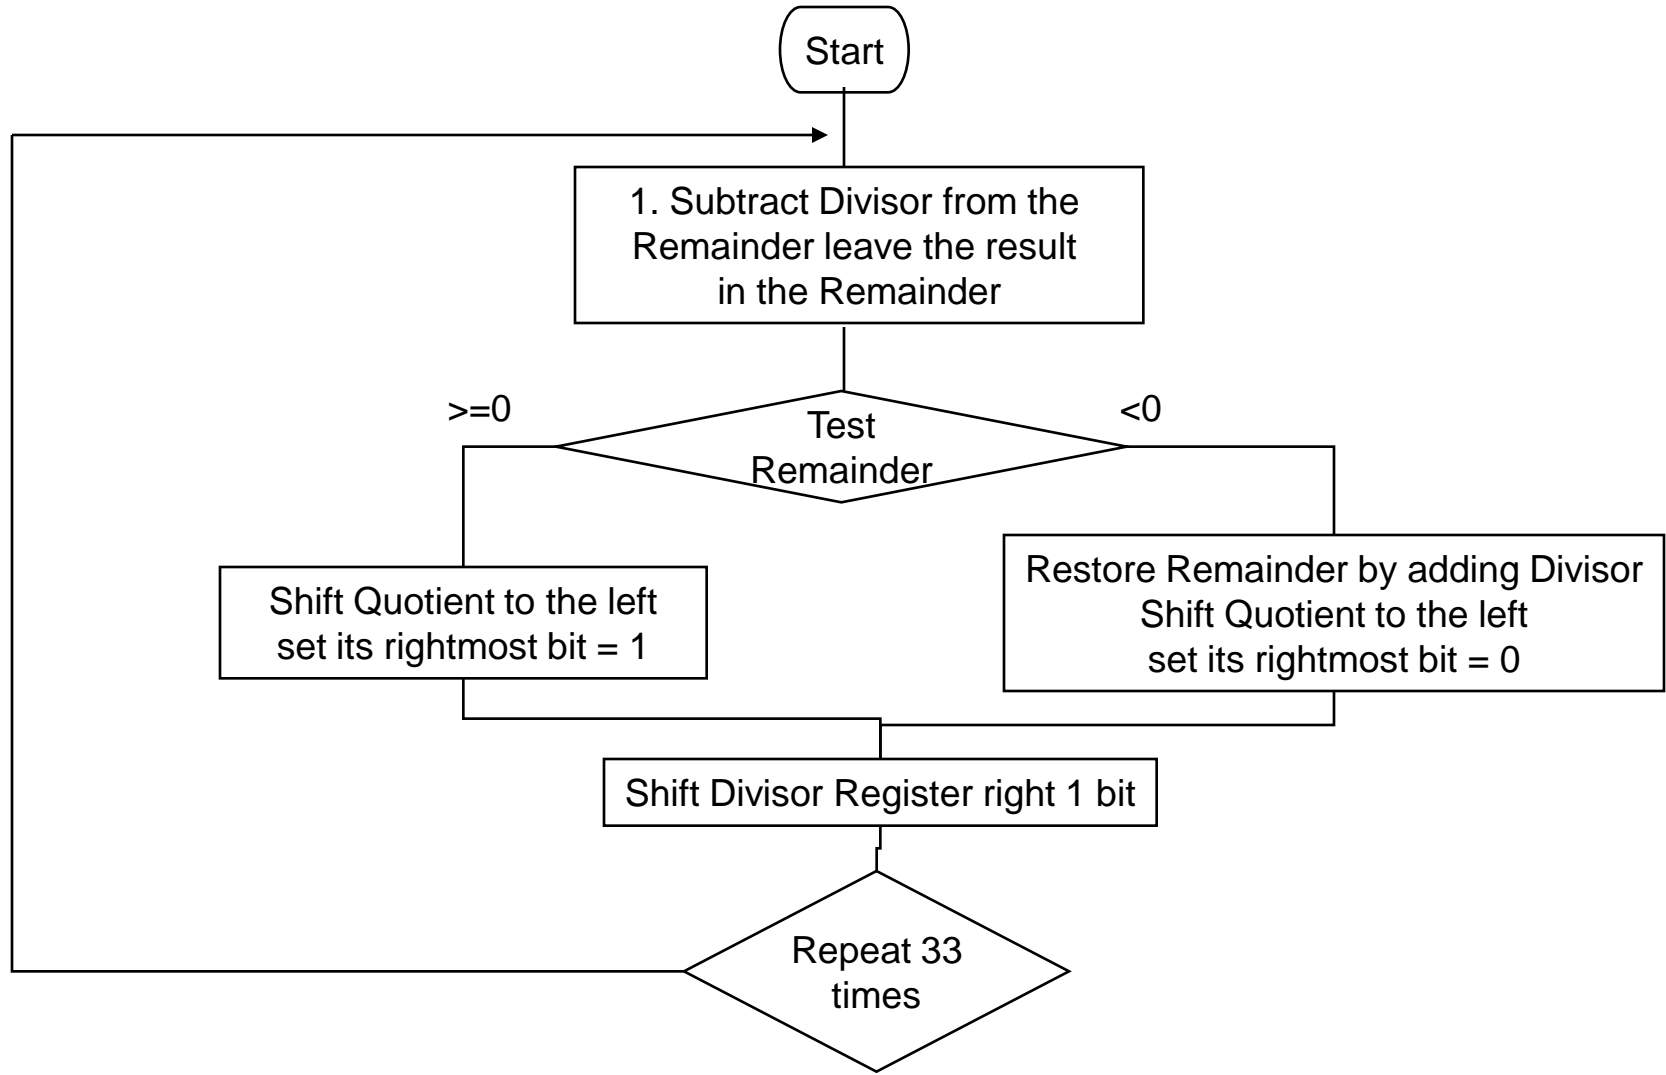 Start
1. Subtract Divisor from the
Remainder leave the result
in the Remainder
>=0
<0
Test
Remainder
Shift Quotient to the left
set its rightmost bit = 1
Restore Remainder by adding Divisor
Shift Quotient to the left
set its rightmost bit = 0
Shift Divisor Register right 1 bit
Repeat 33
times